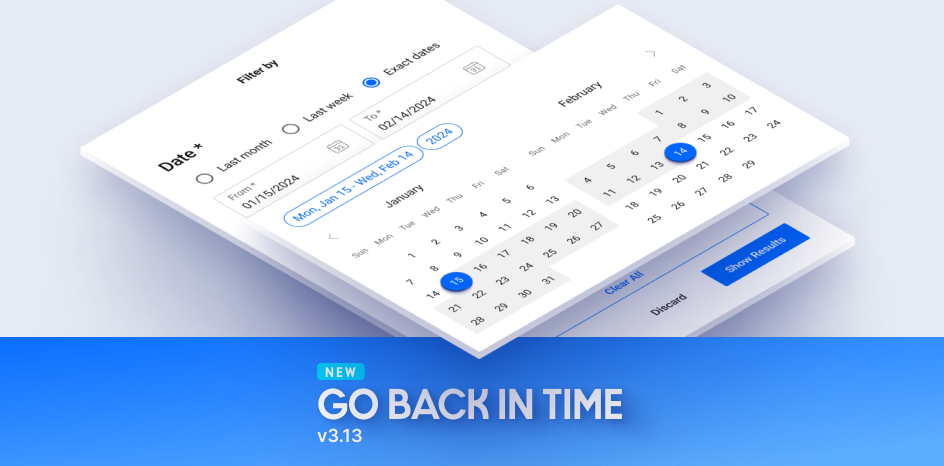 Filter by
Date *
Last month
Last week
Exact dates
From *
01/15/2024
31
To *
02/14/2024
31
Mon, Jan 15 - Wed, Feb 14
2024
January
Sun Mon Tue Wed Thu Fri Sat
1 2 3 4 5 6
7 8 9 10 11 12 13
14 15 16 17 18 19 20
21 22 23 24 25 26 27
28 29 30 31
February
Sun Mon Tue Wed Thu Fri Sat
1 2 3
4 5 6 7 8 9 10
11 12 13 14 15 16 17
18 19 20 21 22 23 24
25 26 27 28 29
Clear All
Discard
Show Results
NEW
GO BACK IN TIME
v3.13